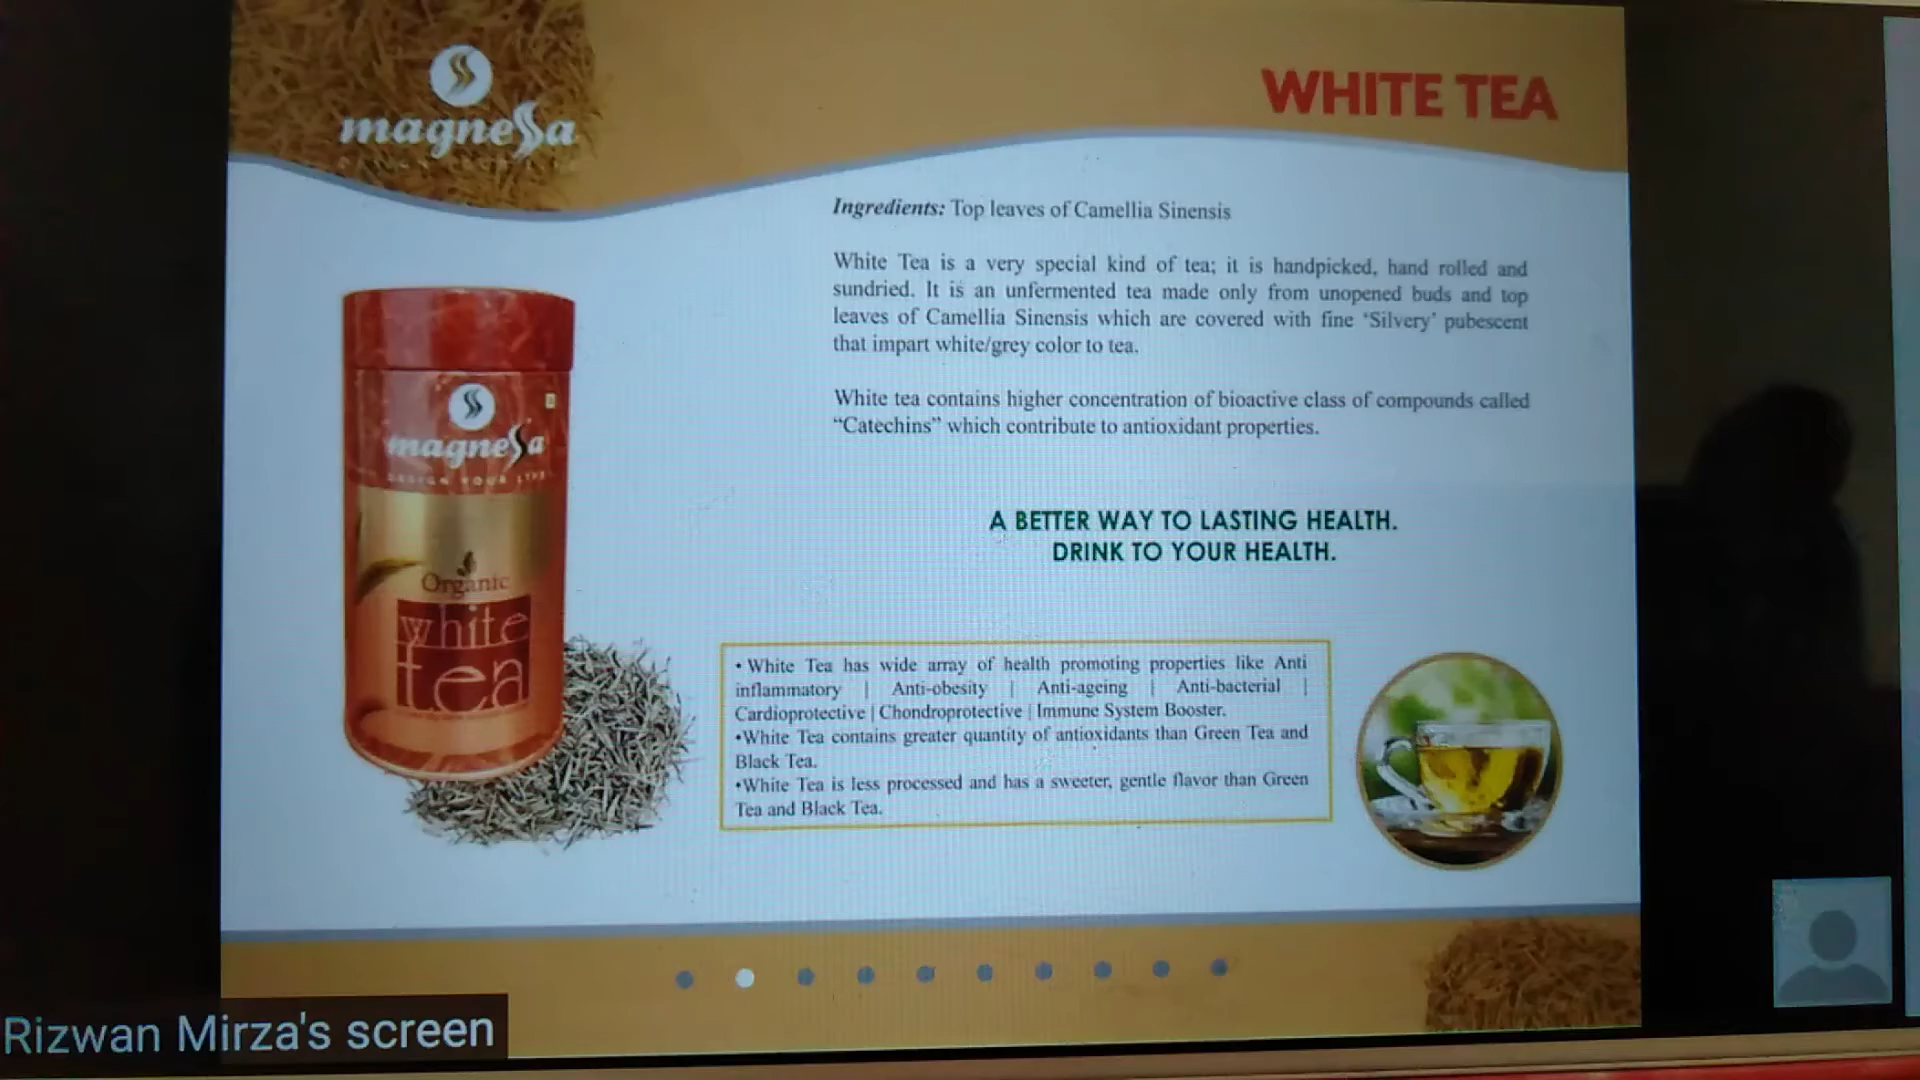 magnessa
WHITE TEA
Ingredients: Top leaves of Camellia Sinensis
White Tea is a very special kind of tea; it is handpicked, hand rolled and
sundried. It is an unfermented tea made only from unopened buds and top
leaves of Camellia Sinensis which are covered with fine ‘Silvery’ pubescent
that impart white/grey color to tea.
White tea contains higher concentration of bioactive class of compounds called
“Catechins” which contribute to antioxidant properties.
A BETTER WAY TO LASTING HEALTH.
DRINK TO YOUR HEALTH.
magnessa
DESIGN YOUR LIFE
Organic
white
tea
• White Tea has wide array of health promoting properties like Anti
inflammatory | Anti-obesity | Anti-ageing | Anti-bacterial |
Cardioprotective | Chondroprotective | Immune System Booster.
•White Tea contains greater quantity of antioxidants than Green Tea and
Black Tea.
•White Tea is less processed and has a sweeter, gentle flavor than Green
Tea and Black Tea.
Rizwan Mirza's screen